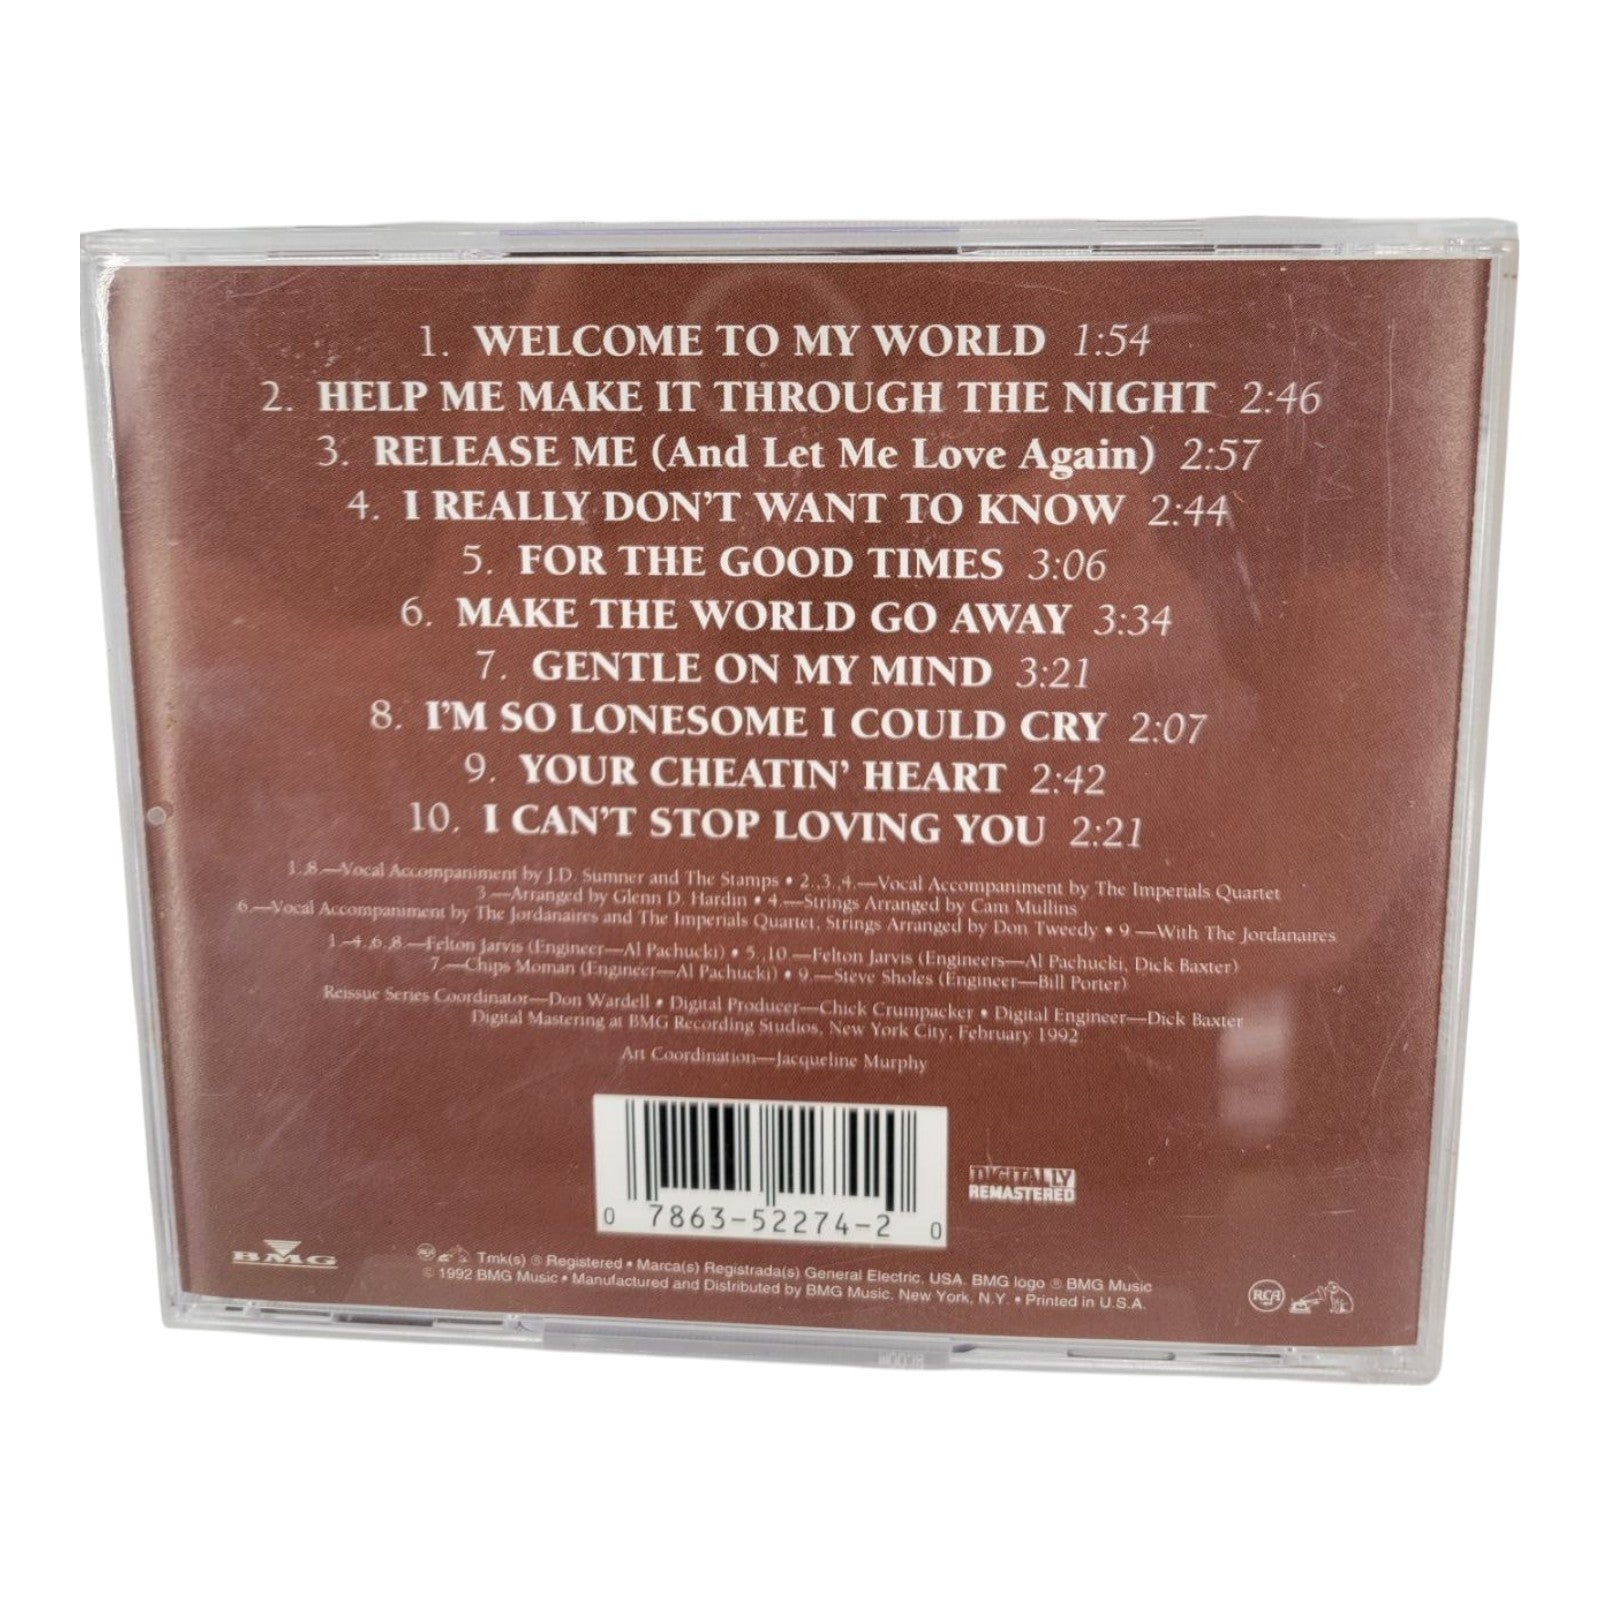 1. WELCOME TO MY WORLD 1:54
2. HELP ME MAKE IT THROUGH THE NIGHT 2:46
3. RELEASE ME (And Let Me Love Again) 2:57
4. I REALLY DON'T WANT TO KNOW 2:44
5. FOR THE GOOD TIMES 3:06
6. MAKE THE WORLD GO AWAY 3:34
7. GENTLE ON MY MIND 3:21
8. I'M SO LONESOME I COULD CRY 2:07
9. YOUR CHEATIN' HEART 2:42
10. I CAN'T STOP LOVING YOU 2:21
1.,8.—Vocal Accompaniment by J.D. Sumner and The Stamps • 2.,3.,4.—Vocal Accompaniment by The Imperials Quartet
3.—Arranged by Glenn D. Hardin • 4.—Strings Arranged by Cam Mullins
6.—Vocal Accompaniment by The Jordanaires and The Imperials Quartet, Strings Arranged by Don Tweedy • 9.—With The Jordanaires
1.-4.,6.,8.—Felton Jarvis (Engineer—Al Pachucki) • 5.,10.—Felton Jarvis (Engineers—Al Pachucki, Dick Baxter)
7.—Chips Moman (Engineer—Al Pachucki) • 9.—Steve Sholes (Engineer—Bill Porter)
Reissue Series Coordinator—Don Wardell • Digital Producer—Chick Crumpacker • Digital Engineer—Dick Baxter
Digital Mastering at BMG Recording Studios, New York City, February 1992
Art Coordination—Jacqueline Murphy
0 7863-52274-2 0
DIGITALLY
REMASTERED
BMG
Tmk(s) ® Registered • Marca(s) Registrada(s) General Electric, USA. BMG logo ® BMG Music
© 1992 BMG Music • Manufactured and Distributed by BMG Music, New York, N.Y. • Printed in U.S.A.
RCA